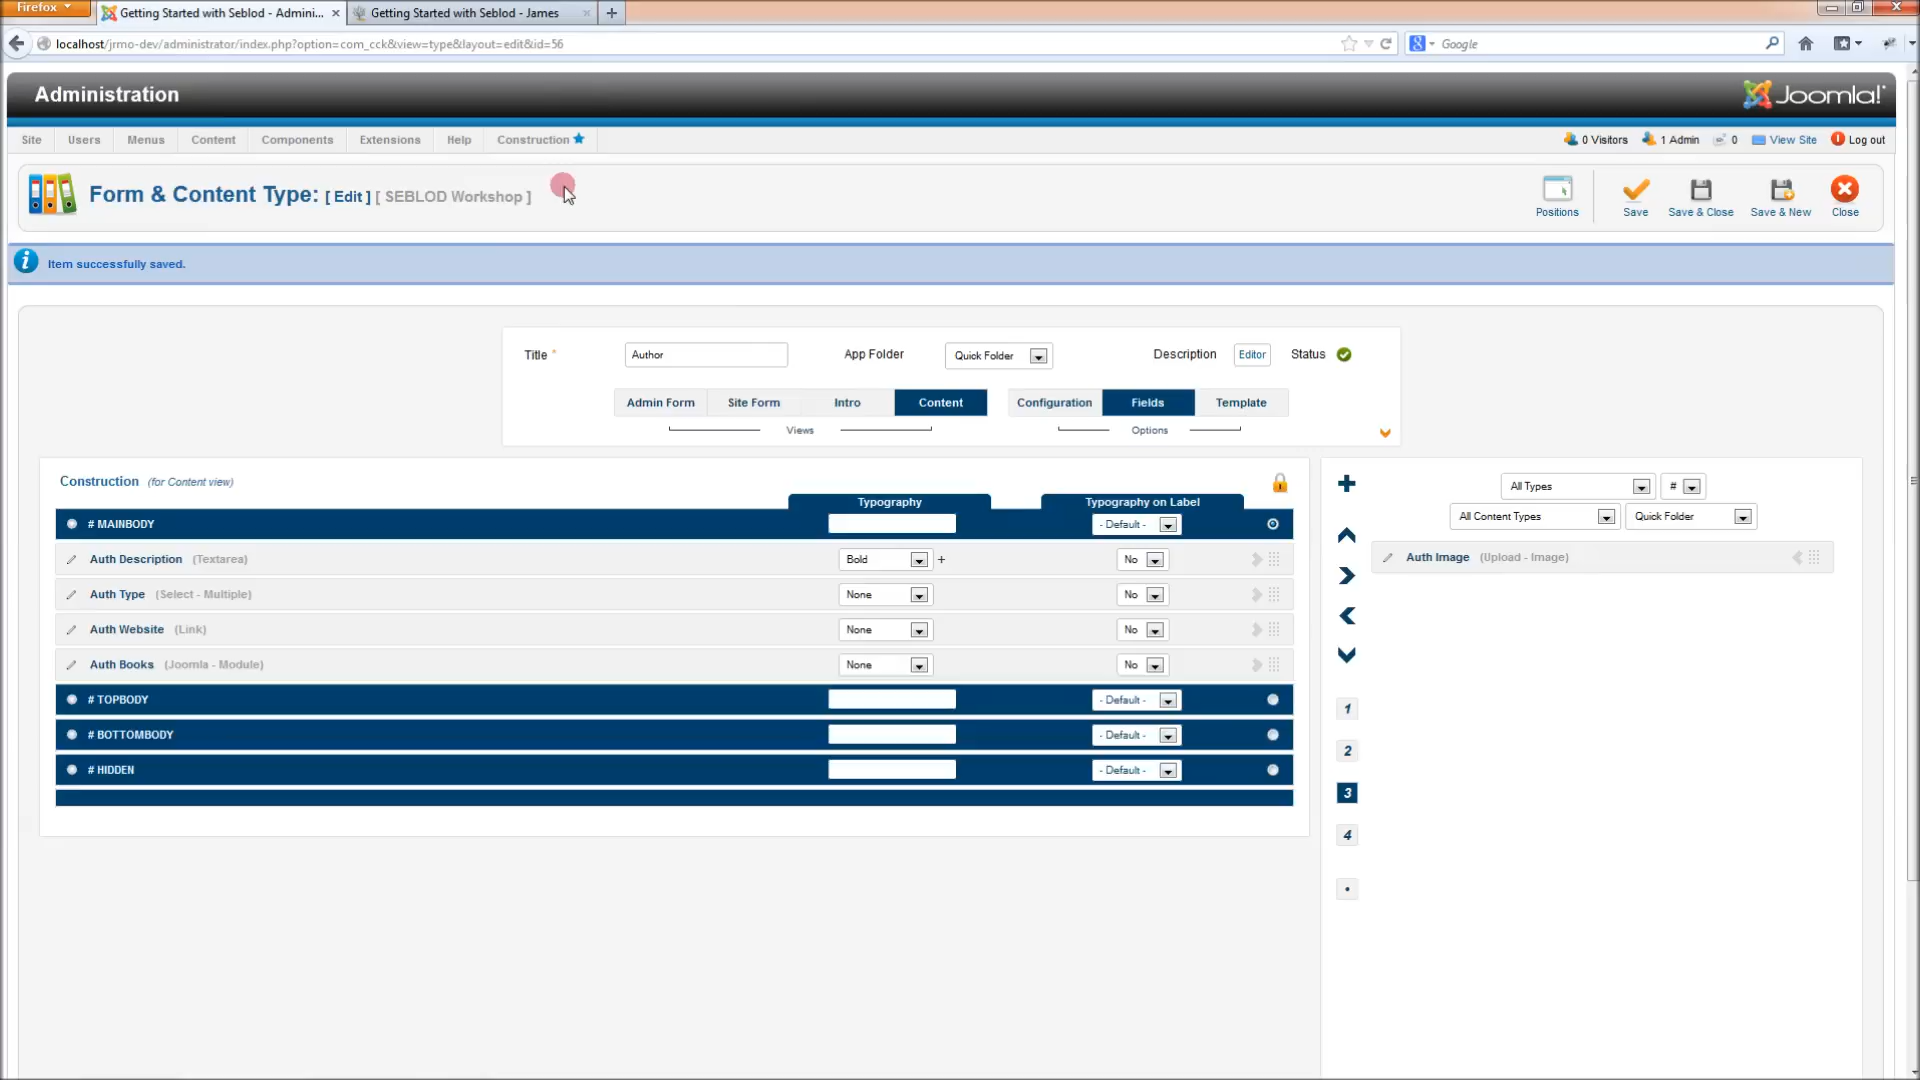 Firefox
Getting Started with Seblod - Admini...
Getting Started with Seblod - James
localhost/jrmo-dev/administrator/index.php?option=com_cck&view=type&layout=edit&id=56
Google
Administration
Joomla!
Site Users Menus Content Components Extensions Help Construction
0 Visitors 1 Admin 0 View Site Log out
Form & Content Type: [ Edit ] [ SEBLOD Workshop ]
Positions Save Save & Close Save & New Close
Item successfully saved.
Title * Author App Folder Quick Folder Description Editor Status
Admin Form Site Form Intro Content Configuration Fields Template
Views Options
Construction (for Content view)
Typography Typography on Label
# MAINBODY - Default -
Auth Description (Textarea) Bold + No
Auth Type (Select - Multiple) None No
Auth Website (Link) None No
Auth Books (Joomla - Module) None No
# TOPBODY - Default -
# BOTTOMBODY - Default -
# HIDDEN - Default -
1
2
3
4
•
All Types #
All Content Types Quick Folder
Auth Image (Upload - Image)